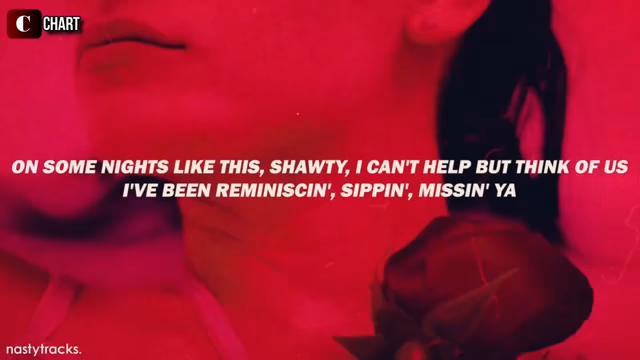 C CHART
ON SOME NIGHTS LIKE THIS, SHAWTY, I CAN'T HELP BUT THINK OF US
I'VE BEEN REMINISCIN', SIPPIN', MISSIN' YA
nastytracks.